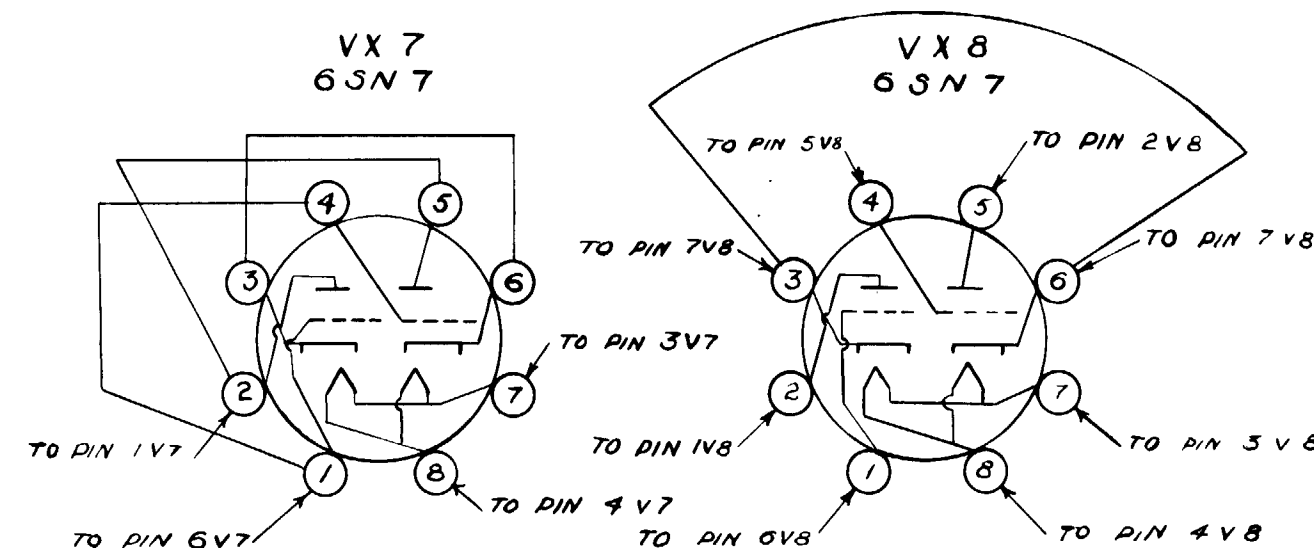 VX 7
6SN7
4
5
3
6
2
7
1
8
TO PIN 3V7
TO PIN 1V7
TO PIN 4V7
TO PIN 6V7
VX8
6SN7
TO PIN 5V8
TO PIN 2V8
4
5
TO PIN 7V8
TO PIN 7V8
3
6
2
7
TO PIN 1V8
TO PIN 3V8
1
8
TO PIN 6V8
TO PIN 4V8